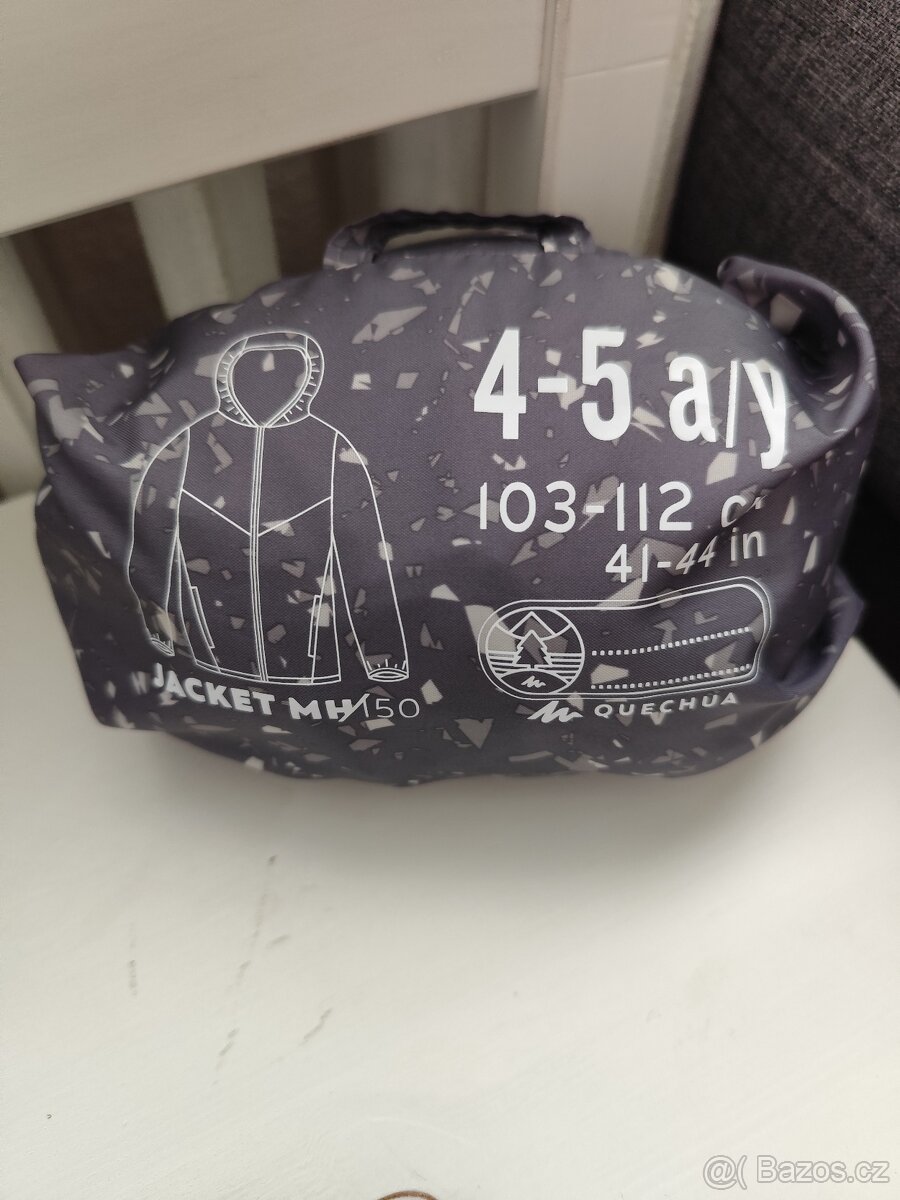 4-5 a/y
103-112
41-44 in
JACKET MH150
QUECHUA
@( Bazos.cz